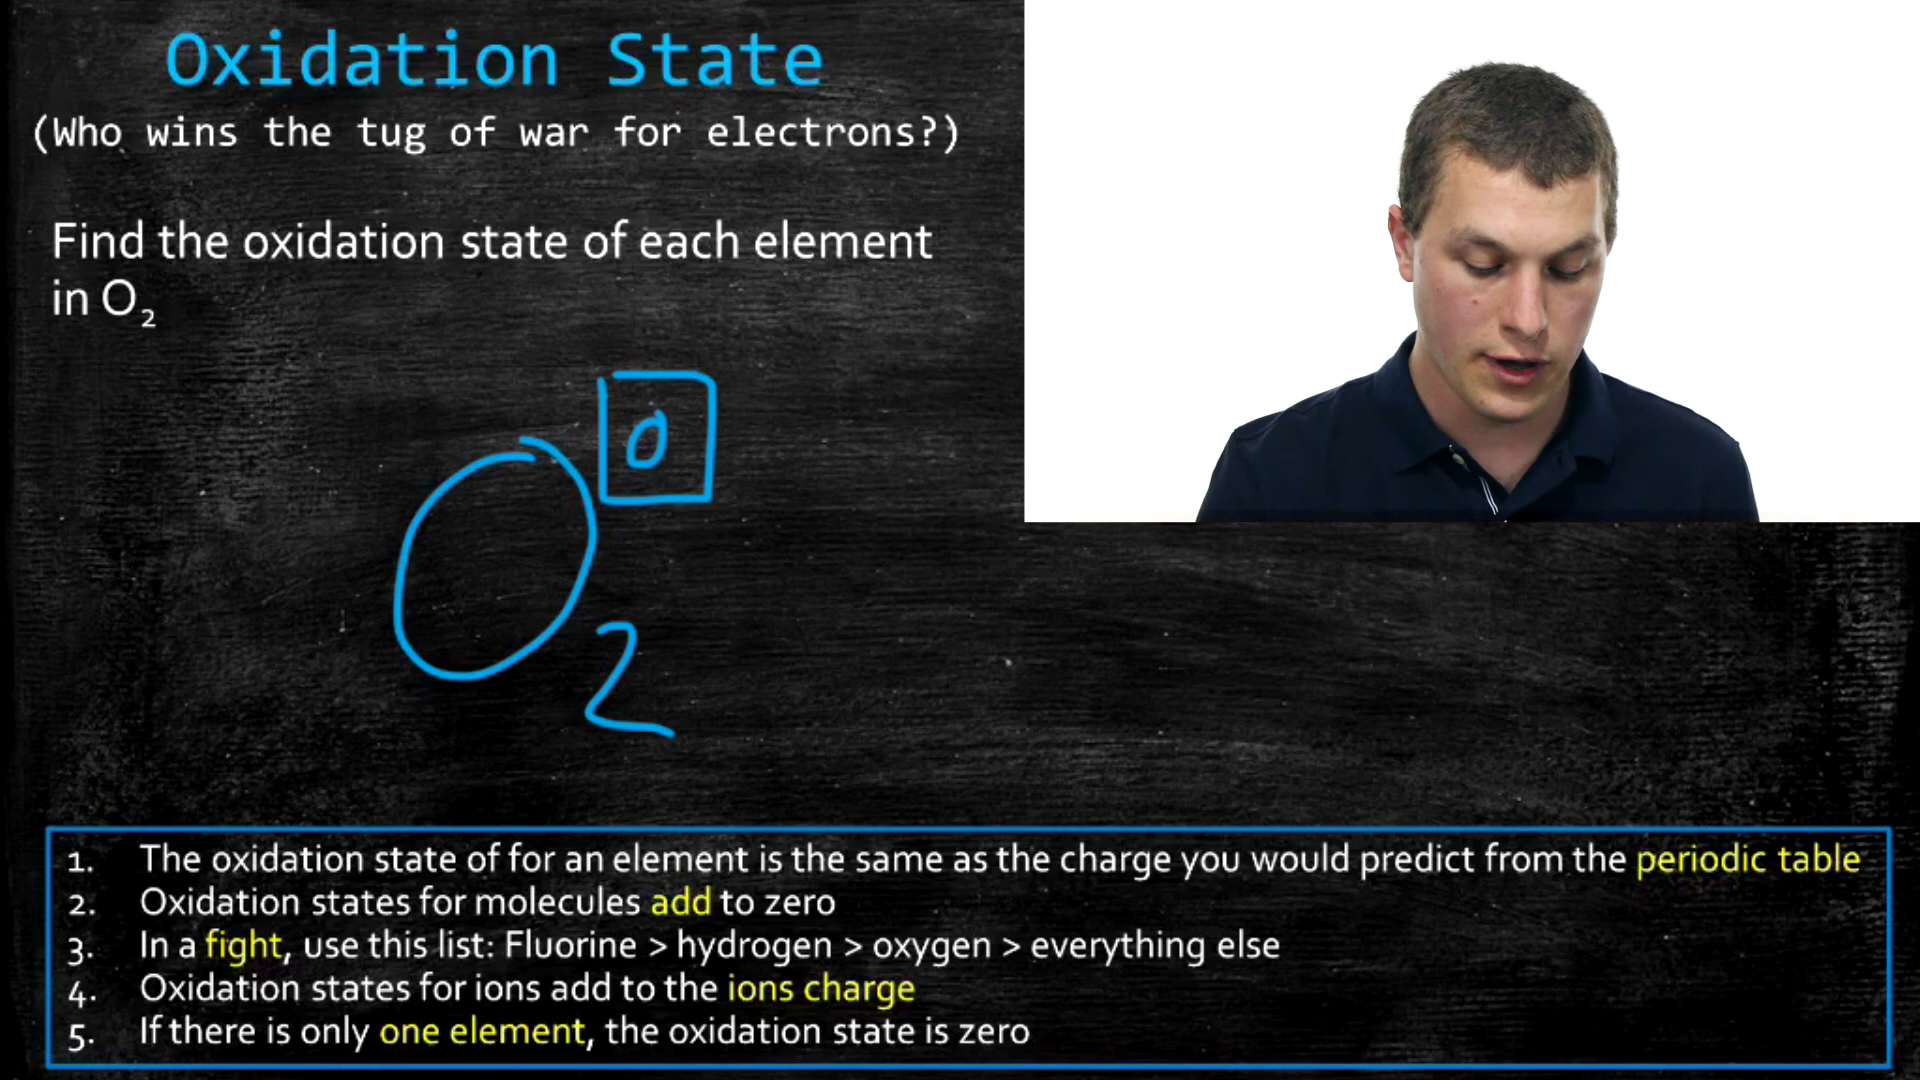 Oxidation State
(Who wins the tug of war for electrons?)
Find the oxidation state of each element
in O₂
0
O
2
1. The oxidation state of for an element is the same as the charge you would predict from the periodic table
2. Oxidation states for molecules add to zero
3. In a fight, use this list: Fluorine > hydrogen > oxygen > everything else
4. Oxidation states for ions add to the ions charge
5. If there is only one element, the oxidation state is zero